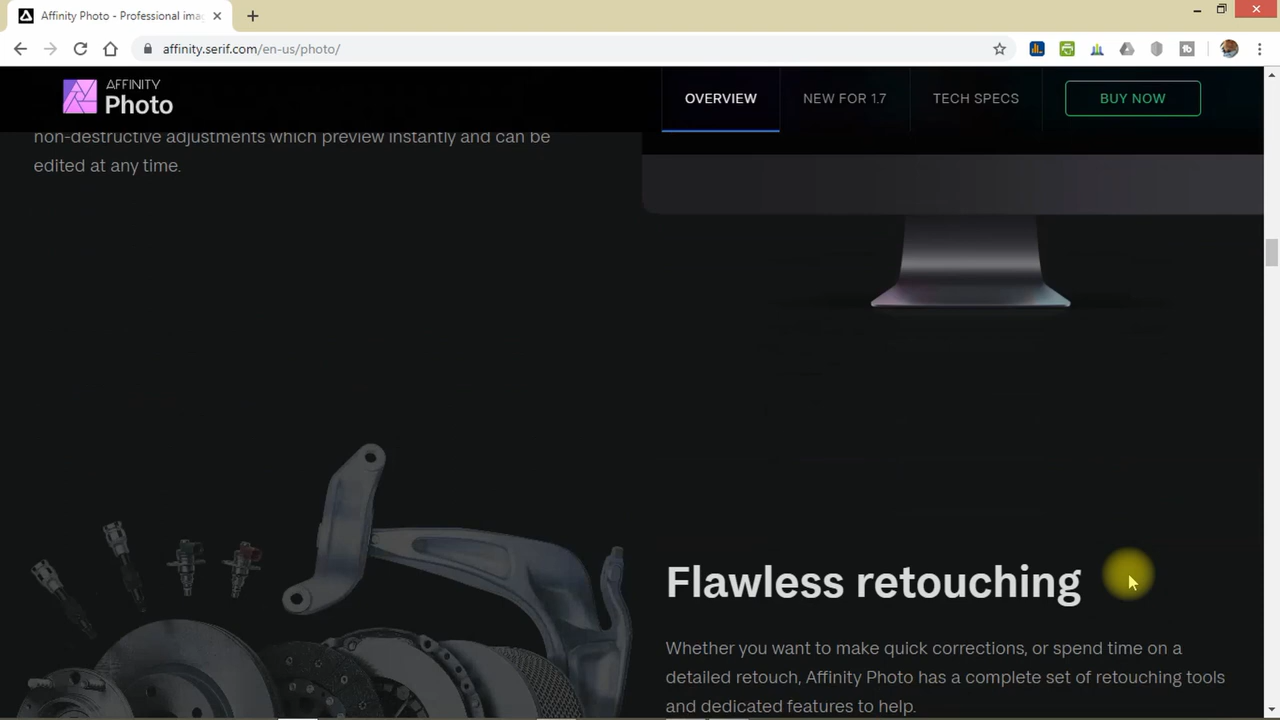 Affinity Photo - Professional ima
affinity.serif.com/en-us/photo/
AFFINITY
Photo
OVERVIEW
NEW FOR 1.7
TECH SPECS
BUY NOW
non-destructive adjustments which preview instantly and can be
edited at any time.
Flawless retouching
Whether you want to make quick corrections, or spend time on a
detailed retouch, Affinity Photo has a complete set of retouching tools
and dedicated features to help.